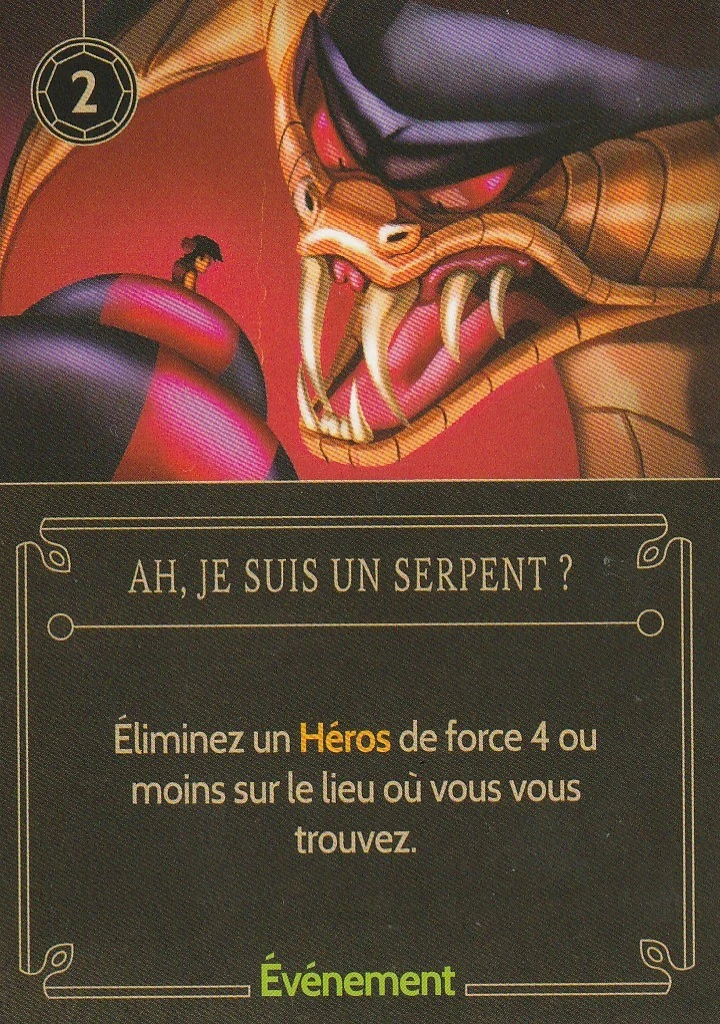 2
AH, JE SUIS UN SERPENT ?
Éliminez un Héros de force 4 ou
moins sur le lieu où vous vous
trouvez.
Événement